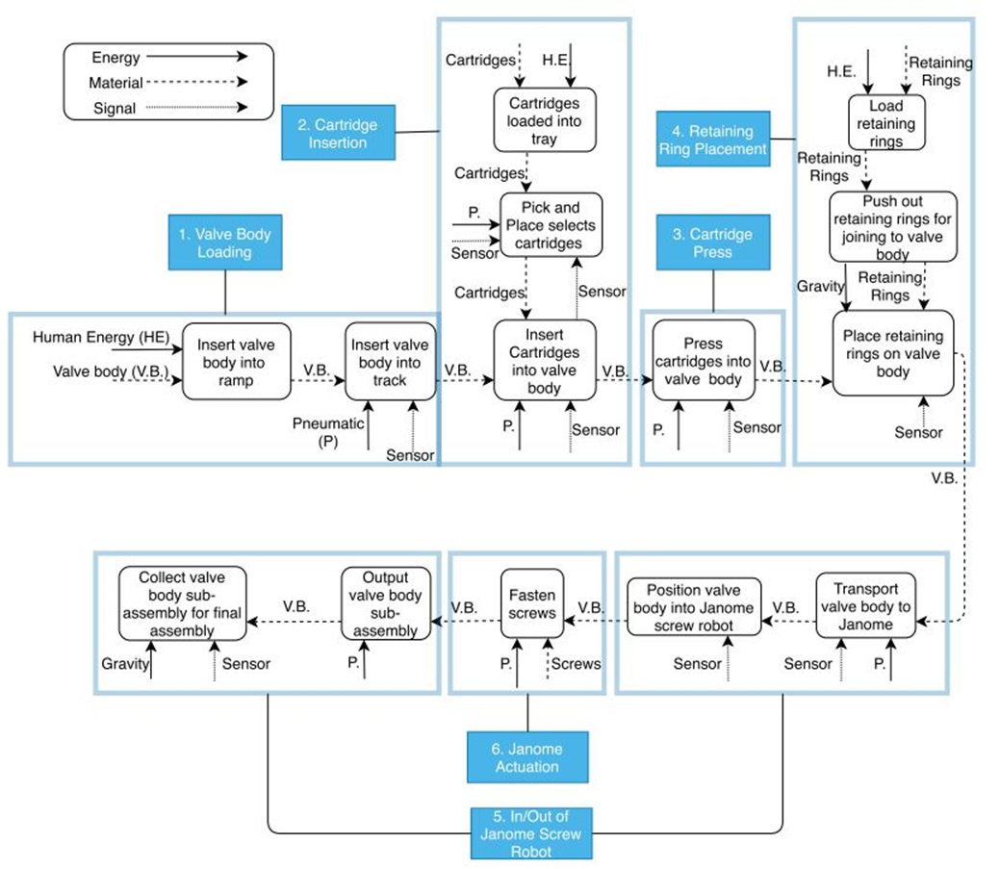 Energy
Material
Signal
2. Cartridge
Insertion
Cartridges
H.E.
Cartridges
loaded into
tray
Cartridges
P.
Sensor
Pick and
Place selects
cartridges
Cartridges
Sensor
Insert
Cartridges
into valve
body
P.
Sensor
1. Valve Body
Loading
Human Energy (HE)
Valve body (V.B.)
Insert valve
body into
ramp
V.B.
Insert valve
body into
track
Pneumatic
(P)
Sensor
V.B.
V.B.
3. Cartridge
Press
Press
cartridges into
valve body
P.
Sensor
V.B.
4. Retaining
Ring Placement
H.E.
Retaining
Rings
Load
retaining
rings
Retaining
Rings
Push out
retaining rings for
joining to valve
body
Gravity
Retaining
Rings
Place retaining
rings on valve
body
Sensor
V.B.
Collect valve
body sub-
assembly for final
assembly
Gravity
Sensor
V.B.
Output
valve body
sub-
assembly
P.
V.B.
Fasten
screws
P.
Screws
V.B.
Position valve
body into Janome
screw robot
Sensor
V.B.
Transport
valve body to
Janome
Sensor
P.
6. Janome
Actuation
5. In/Out of
Janome Screw
Robot